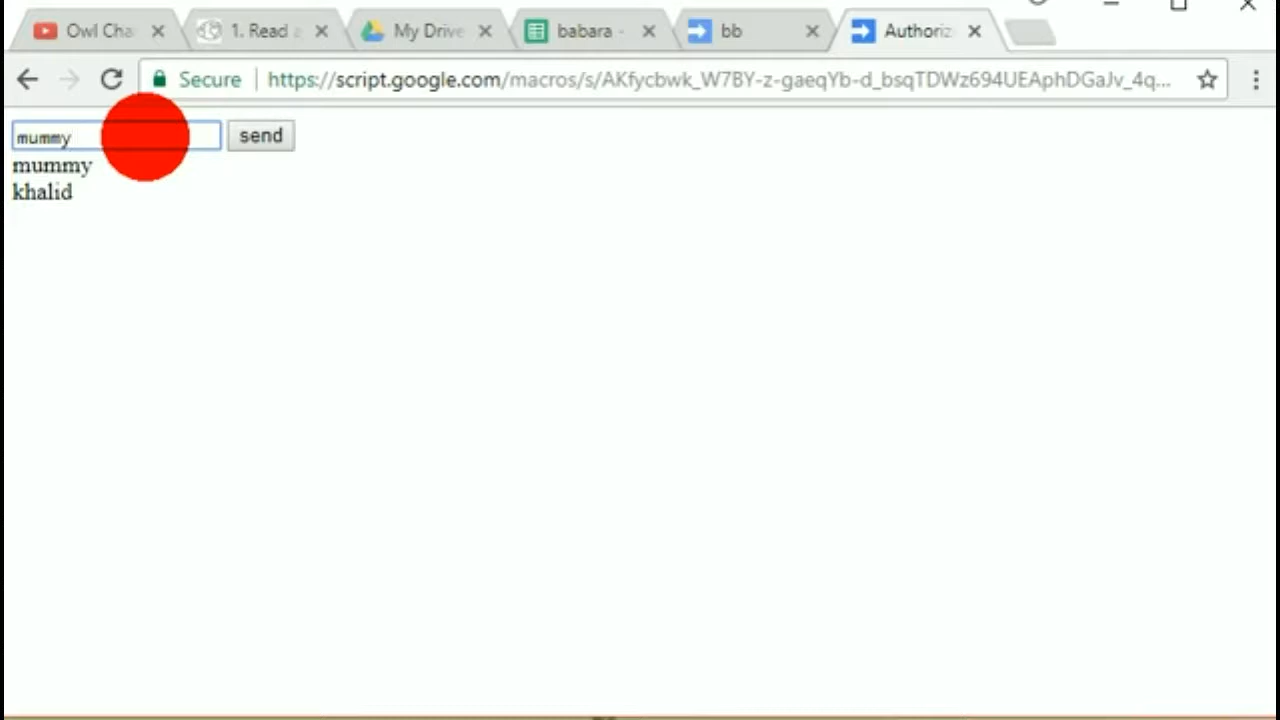 Owl Cha
1. Read a
My Drive
babara -
bb
Authoriz
Secure
https://script.google.com/macros/s/AKfycbwk_W7BY-z-gaeqYb-d_bsqTDWz694UEAphDGaJv_4q...
mummy
send
mummy
khalid